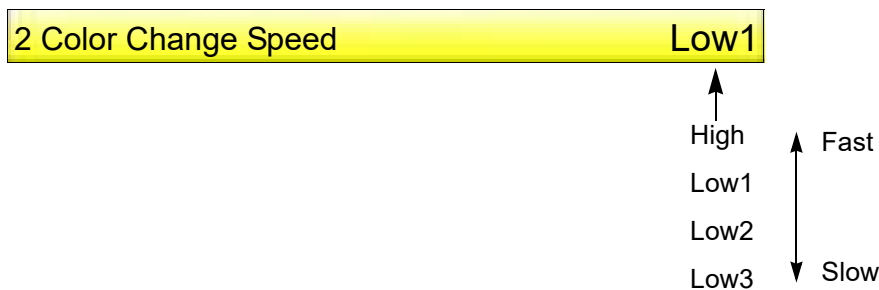 2 Color Change Speed Low1
High
Fast
Low1
Low2
Low3
Slow